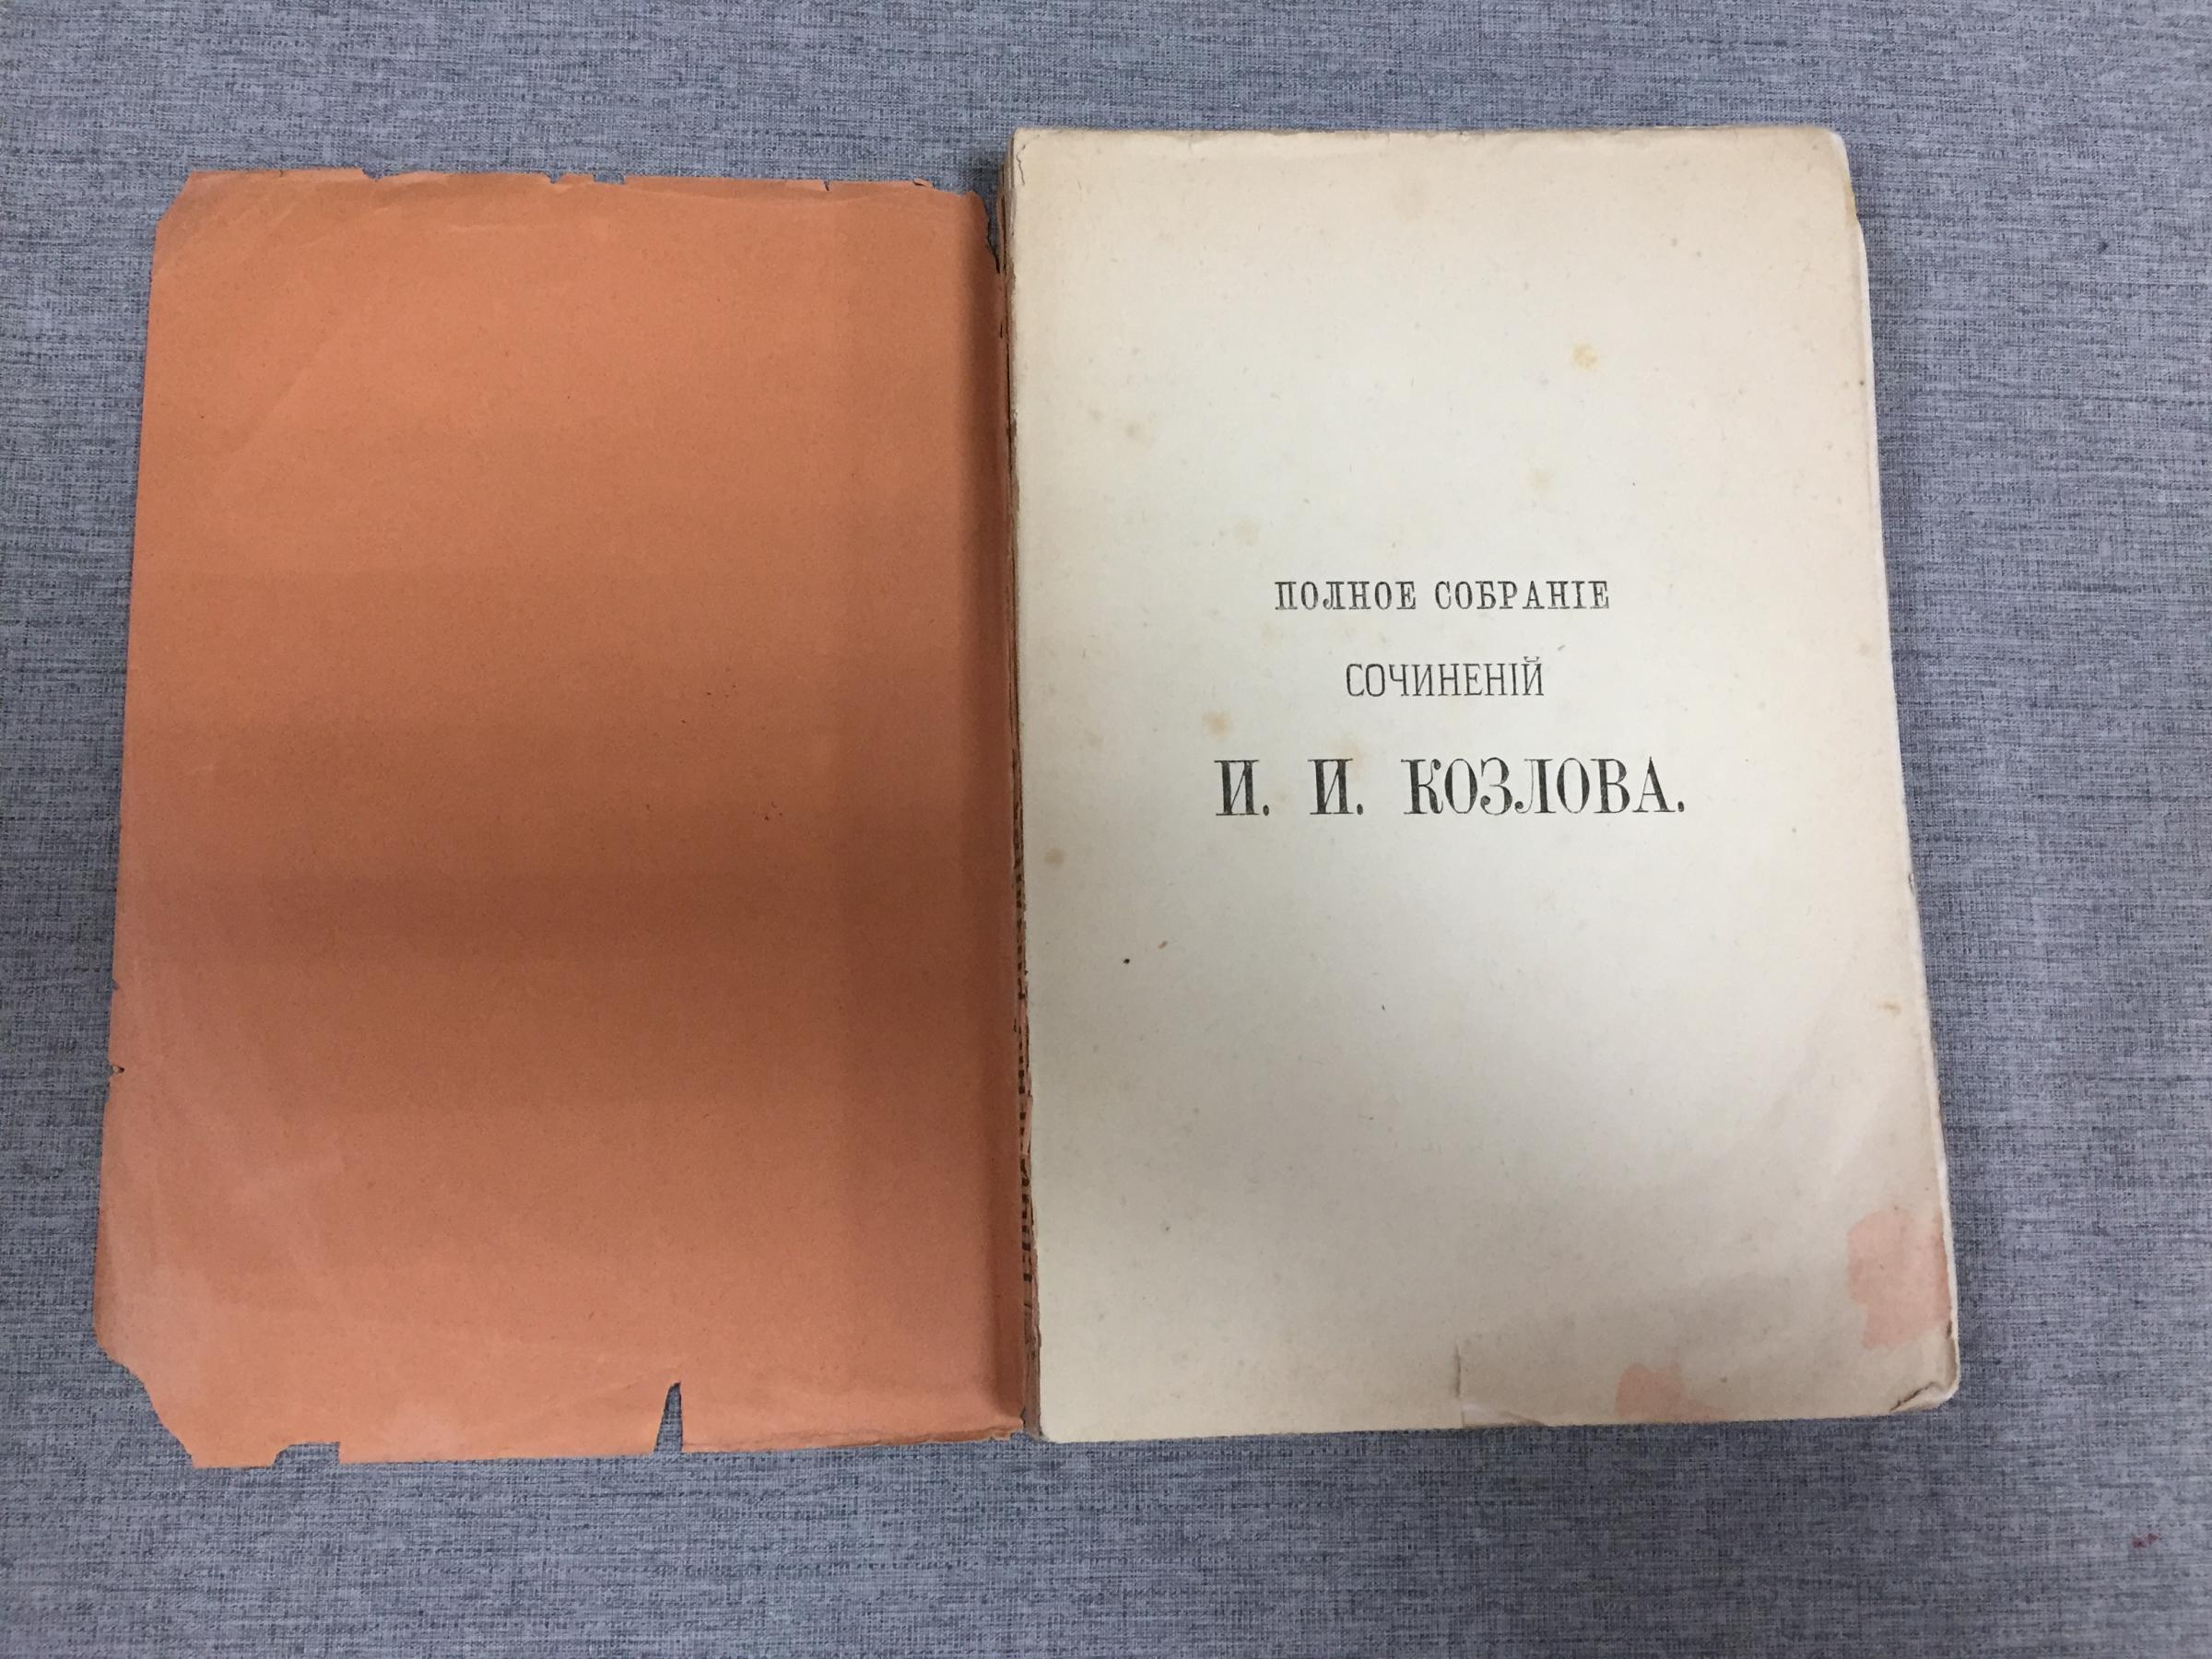 ПОЛНОЕ СОБРАНІЕ
СОЧИНЕНІЙ
И. И. КОЗЛОВА.